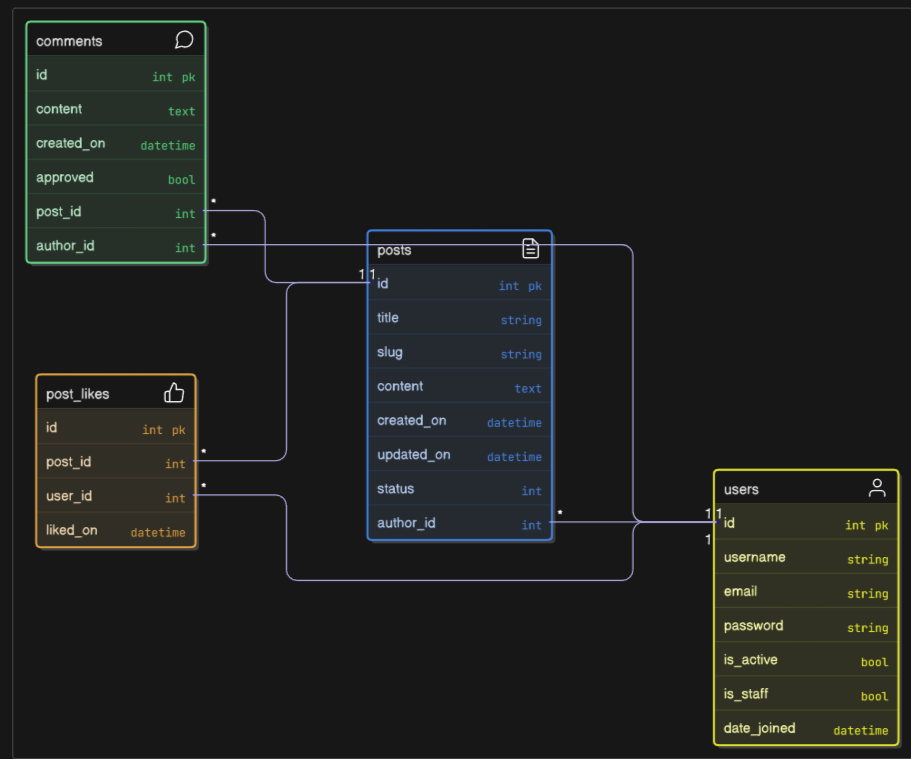 comments
id int pk
content text
created_on datetime
approved bool
post_id int *
author_id int *
posts
1 1 id int pk
title string
slug string
content text
created_on datetime
updated_on datetime
status int
author_id int *
post_likes
id int pk
post_id int *
user_id int *
liked_on datetime
users
1 1 id int pk
1
username string
email string
password string
is_active bool
is_staff bool
date_joined datetime